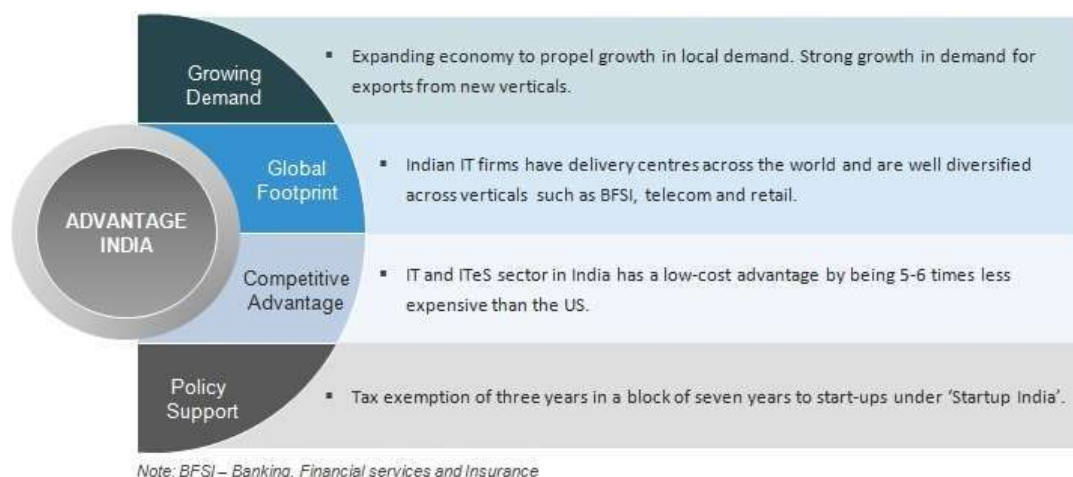 Growing
Demand
▪ Expanding economy to propel growth in local demand. Strong growth in demand for
exports from new verticals.
ADVANTAGE
INDIA
Global
Footprint
▪ Indian IT firms have delivery centres across the world and are well diversified
across verticals such as BFSI, telecom and retail.
Competitive
Advantage
▪ IT and ITeS sector in India has a low-cost advantage by being 5-6 times less
expensive than the US.
Policy
Support
▪ Tax exemption of three years in a block of seven years to start-ups under ‘Startup India’.
Note: BFSI – Banking, Financial services and Insurance